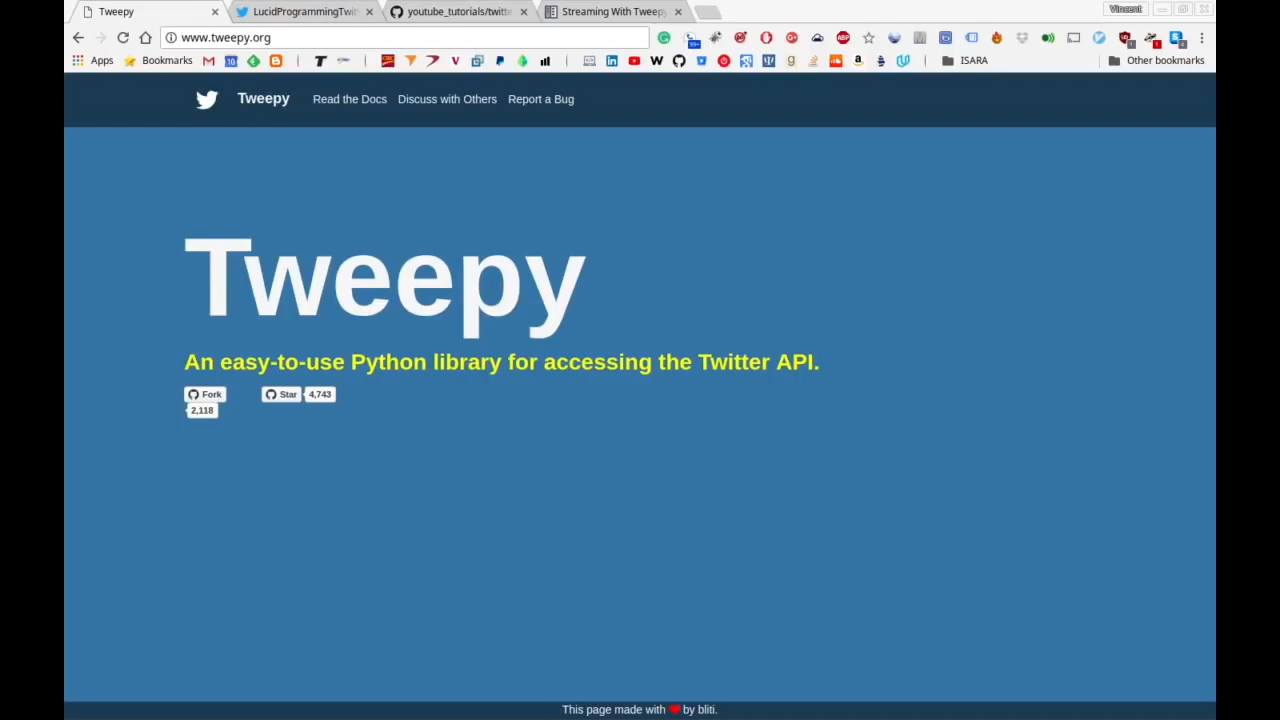 Tweepy
LucidProgrammingTwi
youtube_tutorials/twitte
Streaming With Tweepy
Vincent
www.tweepy.org
Apps
Bookmarks
ISARA
Other bookmarks
Tweepy
Read the Docs
Discuss with Others
Report a Bug
Tweepy
An easy-to-use Python library for accessing the Twitter API.
Fork
Star
4,743
2,118
This page made with by bliti.